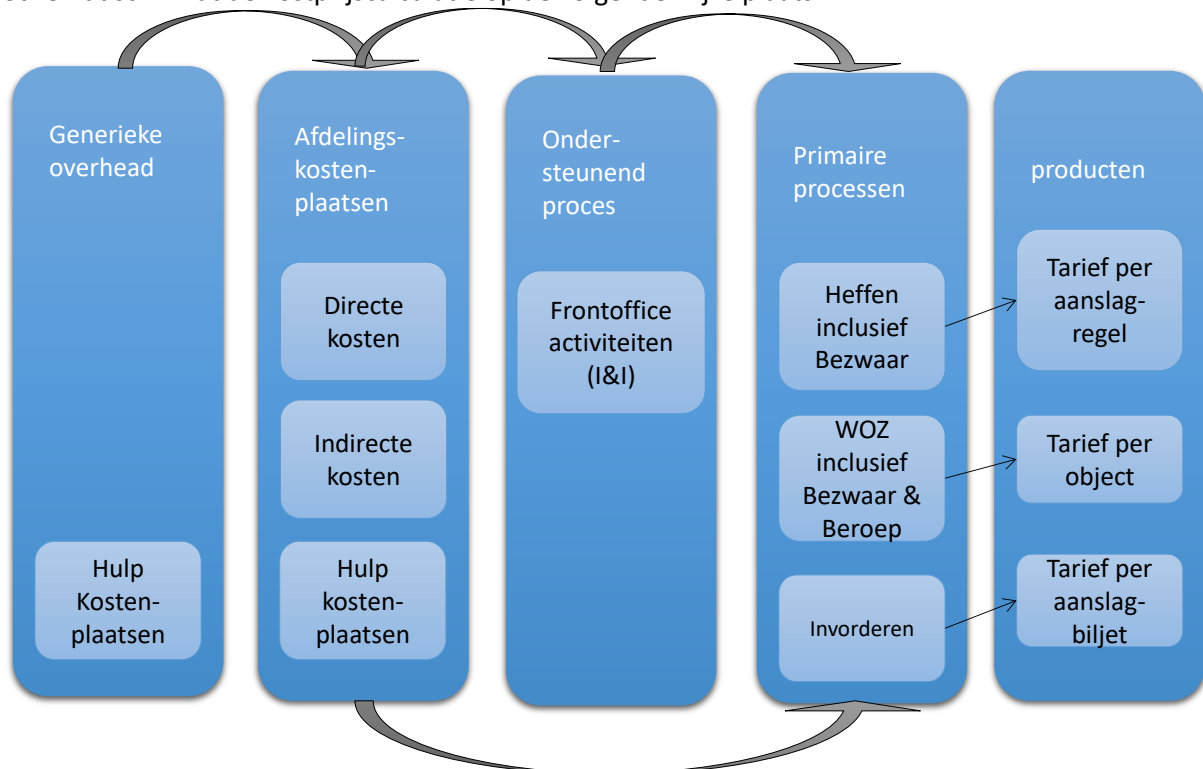 Generieke
overhead
Hulp
Kosten-
plaatsen
Afdelings-
kosten-
plaatsen
Directe
kosten
Indirecte
kosten
Hulp
kosten-
plaatsen
Onder-
steunend
proces
Frontoffice
activiteiten
(I&I)
Primaire
processen
Heffen
inclusief
Bezwaar
WOZ
inclusief
Bezwaar &
Beroep
Invorderen
producten
Tarief per
aanslag-
regel
Tarief per
object
Tarief per
aanslag-
biljet